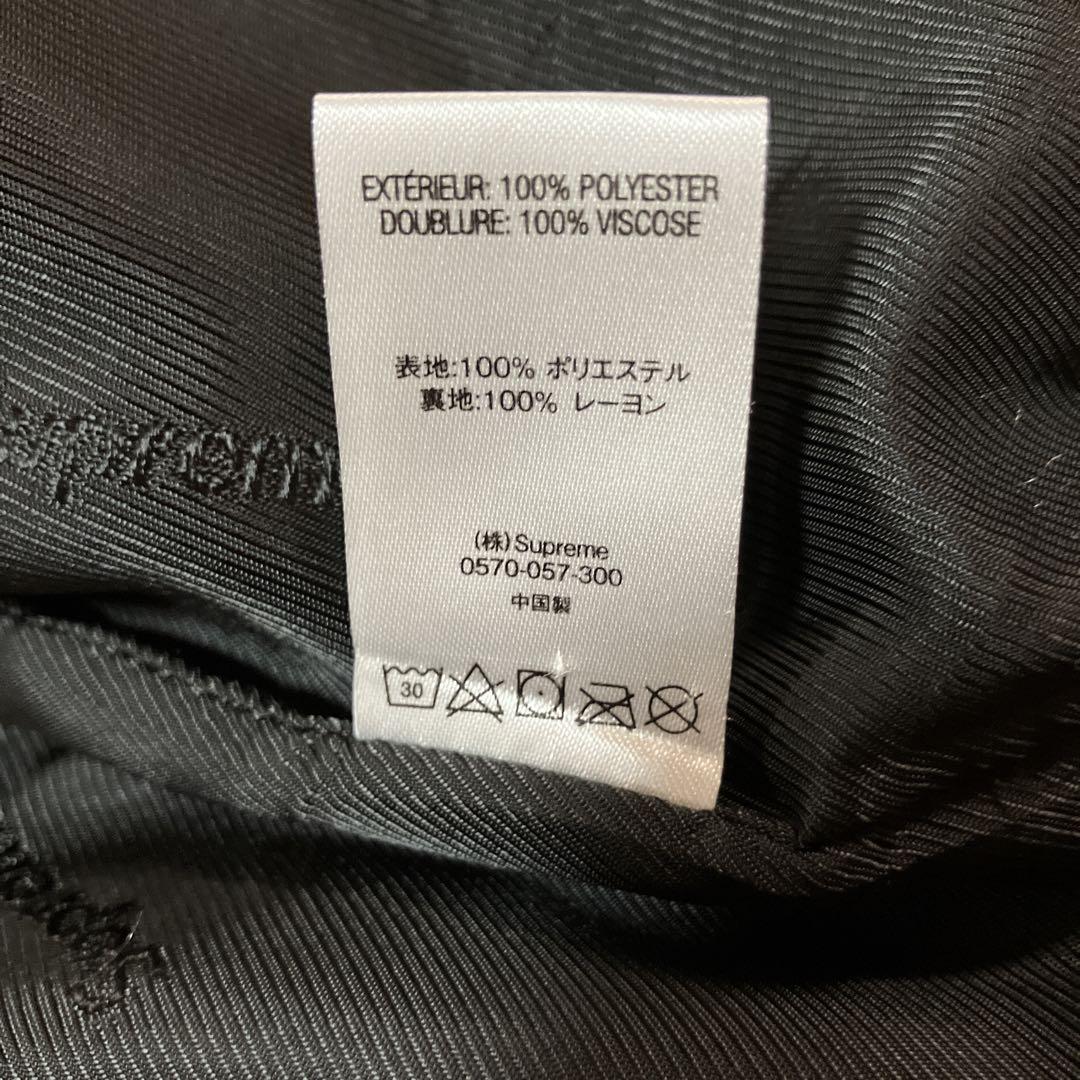 EXTÉRIEUR: 100% POLYESTER
DOUBLURE: 100% VISCOSE
表地:100% ポリエステル
裏地:100% レーヨン
(株)Supreme
0570-057-300
中国製
30